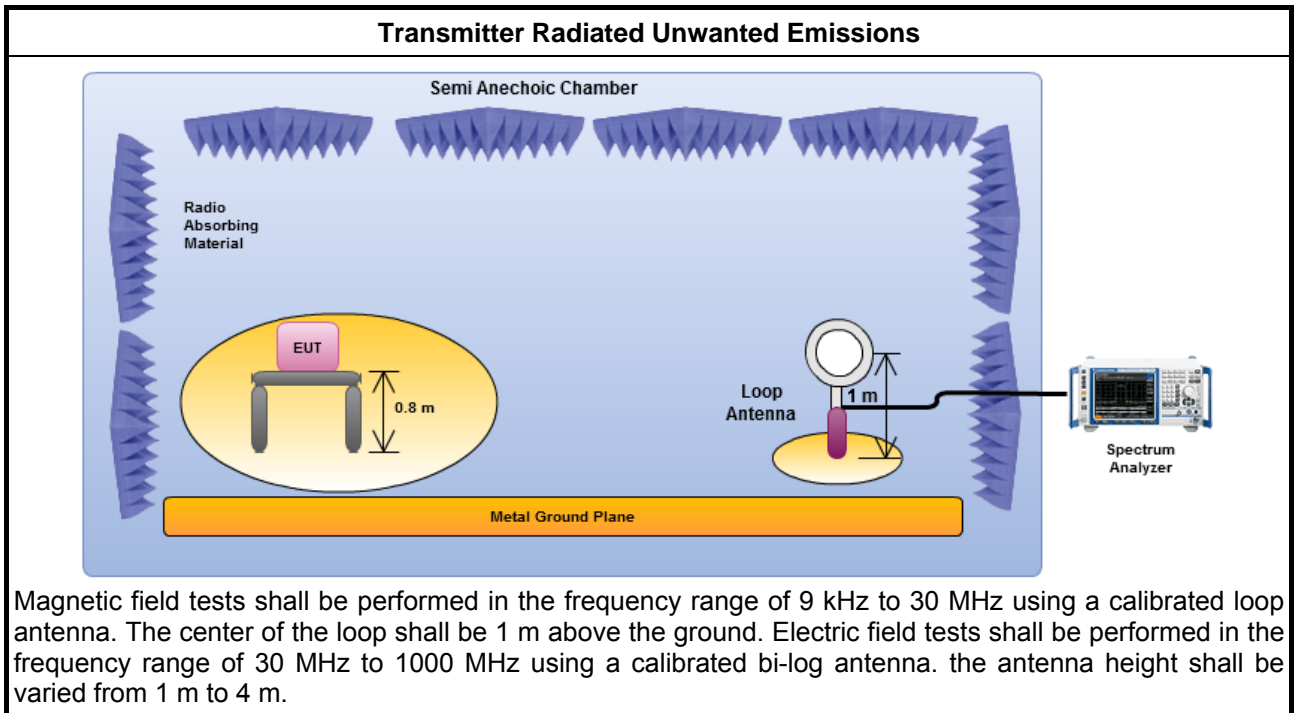 Transmitter Radiated Unwanted Emissions
Semi Anechoic Chamber
Radio
Absorbing
Material
EUT
0.8 m
Loop
Antenna
1 m
Spectrum
Analyzer
Metal Ground Plane
Magnetic field tests shall be performed in the frequency range of 9 kHz to 30 MHz using a calibrated loop
antenna. The center of the loop shall be 1 m above the ground. Electric field tests shall be performed in the
frequency range of 30 MHz to 1000 MHz using a calibrated bi-log antenna. the antenna height shall be
varied from 1 m to 4 m.